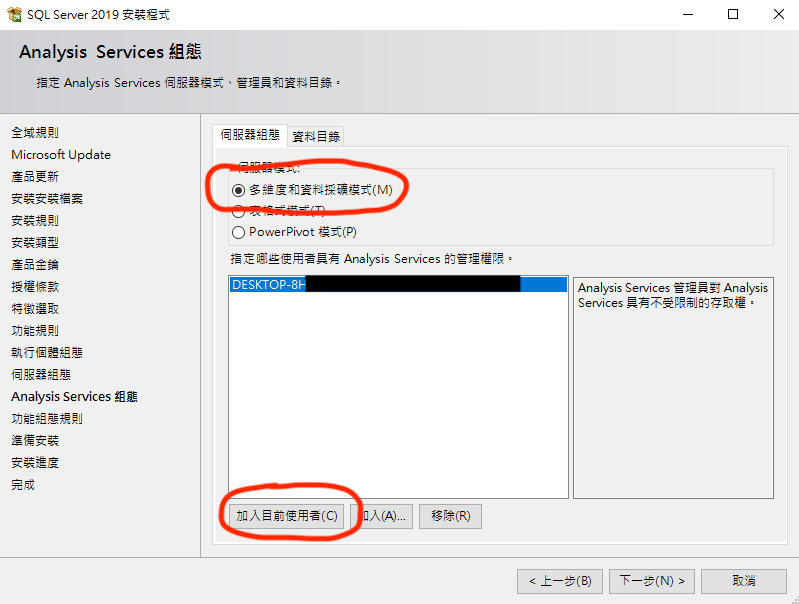 SQL Server 2019 安裝程式
Analysis Services 組態
指定 Analysis Services 伺服器模式、管理員和資料目錄。
全域規則
Microsoft Update
產品更新
安裝安裝檔案
安裝規則
安裝類型
產品金鑰
授權條款
特徵選取
功能規則
執行個體組態
伺服器組態
Analysis Services 組態
功能組態規則
準備安裝
安裝進度
完成
伺服器組態 資料目錄
伺服器模式:
多維度和資料採礦模式(M)
表格式模式(T)
PowerPivot 模式(P)
指定哪些使用者具有 Analysis Services 的管理權限。
DESKTOP-8H
Analysis Services 管理員對 Analysis
Services 具有不受限制的存取權。
加入目前使用者(C) 加入(A)... 移除(R)
< 上一步(B) 下一步(N) > 取消